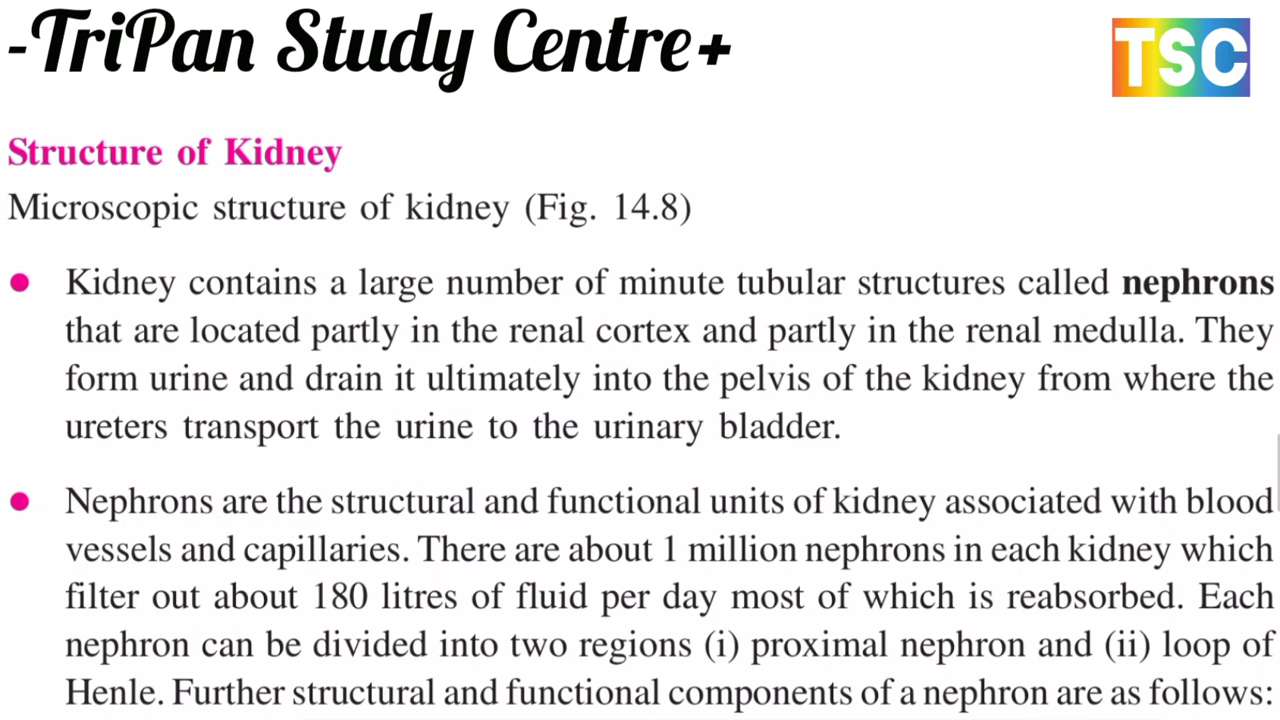 -TriPan Study Centre+
TSC
Structure of Kidney
Microscopic structure of kidney (Fig. 14.8)
● Kidney contains a large number of minute tubular structures called nephrons
that are located partly in the renal cortex and partly in the renal medulla. They
form urine and drain it ultimately into the pelvis of the kidney from where the
ureters transport the urine to the urinary bladder.
● Nephrons are the structural and functional units of kidney associated with blood
vessels and capillaries. There are about 1 million nephrons in each kidney which
filter out about 180 litres of fluid per day most of which is reabsorbed. Each
nephron can be divided into two regions (i) proximal nephron and (ii) loop of
Henle. Further structural and functional components of a nephron are as follows: